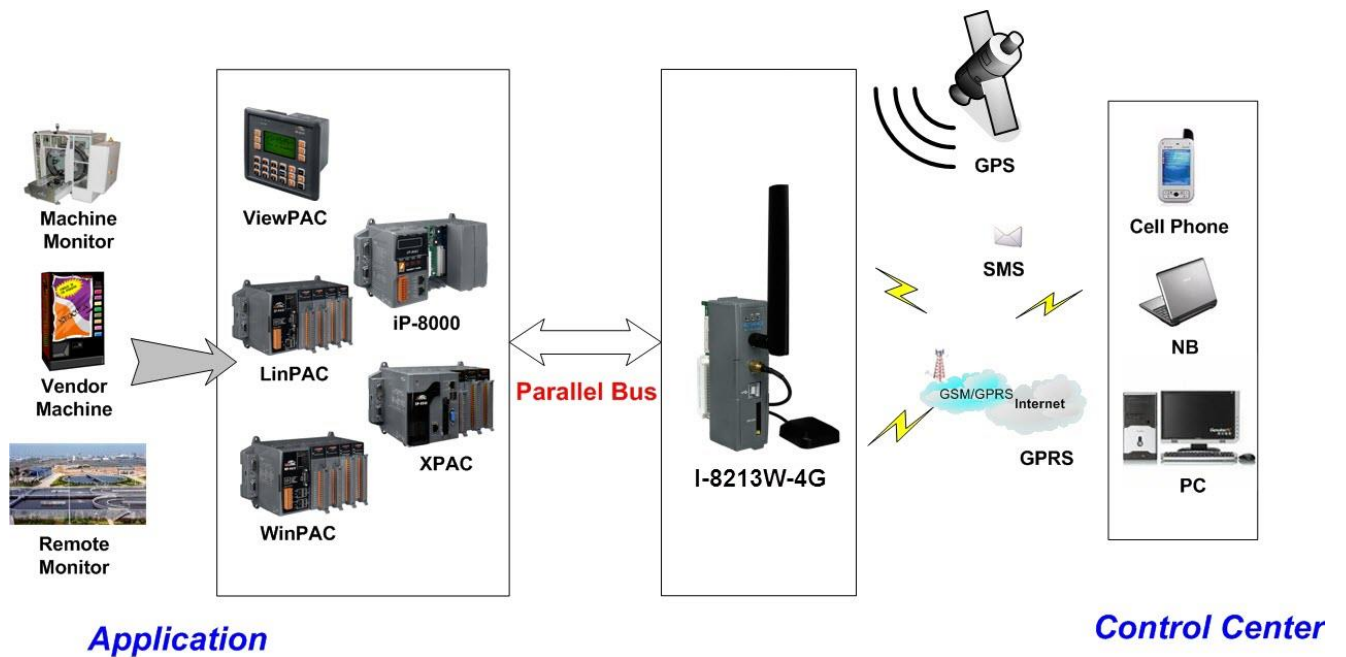 Machine
Monitor
Vendor
Machine
Remote
Monitor
ViewPAC
iP-8000
LinPAC
XPAC
WinPAC
Parallel Bus
I-8213W-4G
GPS
SMS
GSM/GPRS
Internet
GPRS
Cell Phone
NB
PC
Application
Control Center